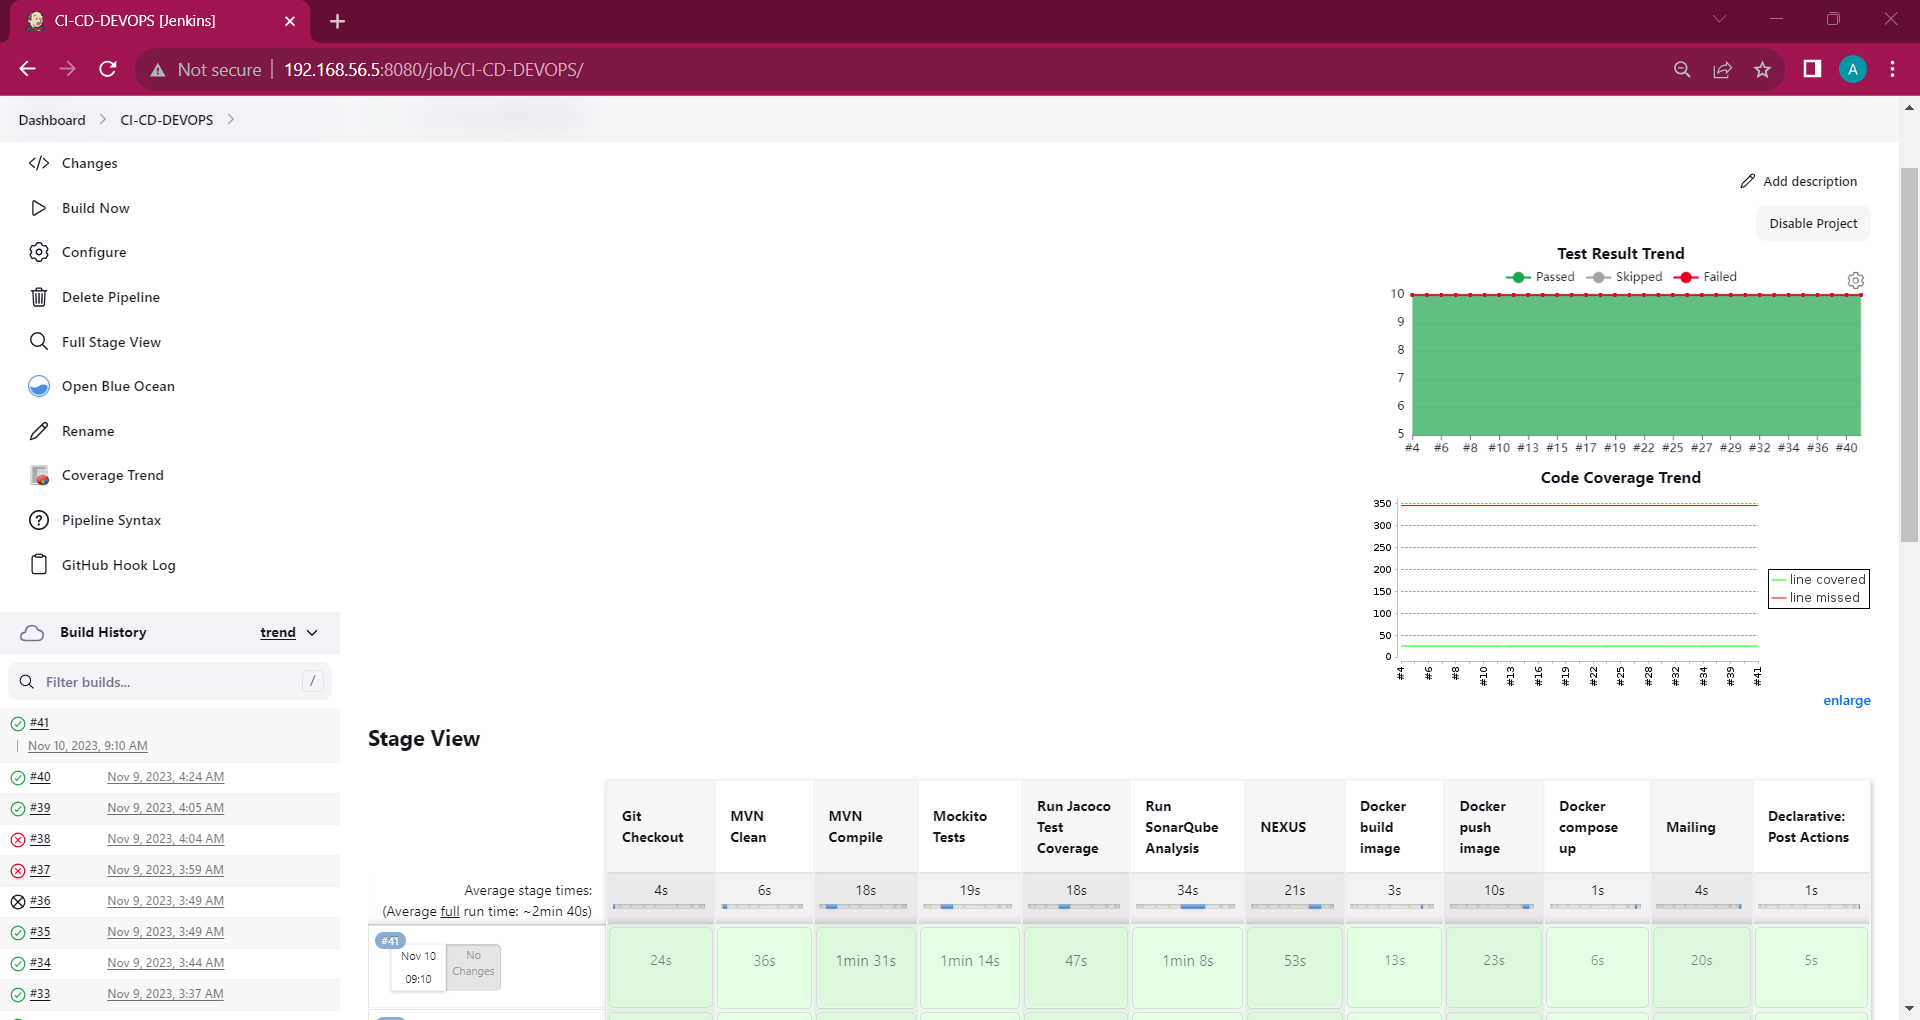 CI-CD-DEVOPS [Jenkins]
Not secure
192.168.56.5:8080/job/CI-CD-DEVOPS/
A
Dashboard
CI-CD-DEVOPS
Changes
Build Now
Configure
Delete Pipeline
Full Stage View
Open Blue Ocean
Rename
Coverage Trend
Pipeline Syntax
GitHub Hook Log
Build History
trend
Filter builds...
/
#41
Nov 10, 2023, 9:10 AM
#40 Nov 9, 2023, 4:24 AM
#39 Nov 9, 2023, 4:05 AM
#38 Nov 9, 2023, 4:04 AM
#37 Nov 9, 2023, 3:59 AM
#36 Nov 9, 2023, 3:49 AM
#35 Nov 9, 2023, 3:49 AM
#34 Nov 9, 2023, 3:44 AM
#33 Nov 9, 2023, 3:37 AM
Add description
Disable Project
Test Result Trend
Passed Skipped Failed
10
9
8
7
6
5
#4 #6 #8 #10 #13 #15 #17 #19 #22 #25 #27 #29 #32 #34 #36 #40
Code Coverage Trend
350
300
250
200
150
100
50
0
#4 #6 #8 #10 #13 #16 #19 #22 #25 #28 #32 #34 #39 #41
line covered
line missed
enlarge
Stage View
Git
Checkout
MVN
Clean
MVN
Compile
Mockito
Tests
Run Jacoco
Test
Coverage
Run
SonarQube
Analysis
NEXUS
Docker
build
image
Docker
push
image
Docker
compose
up
Mailing
Declarative:
Post Actions
Average stage times:
(Average full run time: ~2min 40s)
4s 6s 18s 19s 18s 34s 21s 3s 10s 1s 4s 1s
#41
Nov 10
09:10
No
Changes
24s 36s 1min 31s 1min 14s 47s 1min 8s 53s 13s 23s 6s 20s 5s